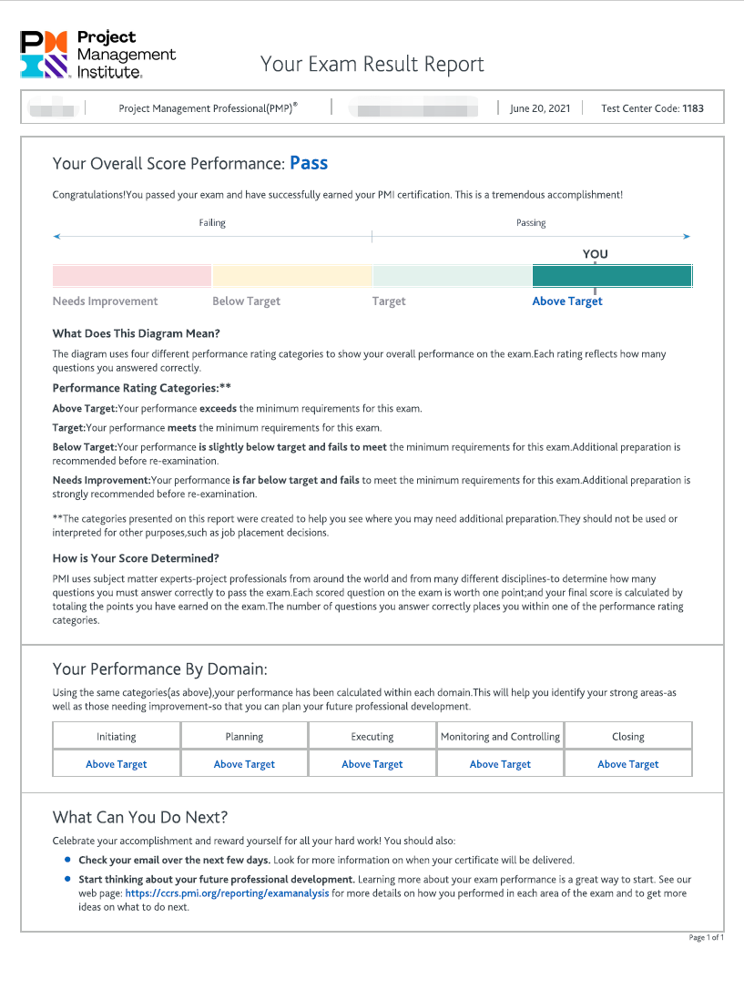 PM
Project
Management
Institute.
Your Exam Result Report
Project Management Professional(PMP)®
June 20, 2021
Test Center Code: 1183
Your Overall Score Performance: Pass
Congratulations!You passed your exam and have successfully earned your PMI certification. This is a tremendous accomplishment!
Failing
Passing
YOU
Needs Improvement
Below Target
Target
Above Target
What Does This Diagram Mean?
The diagram uses four different performance rating categories to show your overall performance on the exam.Each rating reflects how many
questions you answered correctly.
Performance Rating Categories:**
Above Target:Your performance exceeds the minimum requirements for this exam.
Target:Your performance meets the minimum requirements for this exam.
Below Target:Your performance is slightly below target and fails to meet the minimum requirements for this exam.Additional preparation is
recommended before re-examination.
Needs Improvement:Your performance is far below target and fails to meet the minimum requirements for this exam.Additional preparation is
strongly recommended before re-examination.
**The categories presented on this report were created to help you see where you may need additional preparation.They should not be used or
interpreted for other purposes,such as job placement decisions.
How is Your Score Determined?
PMI uses subject matter experts-project professionals from around the world and from many different disciplines-to determine how many
questions you must answer correctly to pass the exam.Each scored question on the exam is worth one point;and your final score is calculated by
totaling the points you have earned on the exam.The number of questions you answer correctly places you within one of the performance rating
categories.
Your Performance By Domain:
Using the same categories(as above),your performance has been calculated within each domain.This will help you identify your strong areas-as
well as those needing improvement-so that you can plan your future professional development.
Initiating
Planning
Executing
Monitoring and Controlling
Closing
Above Target
Above Target
Above Target
Above Target
Above Target
What Can You Do Next?
Celebrate your accomplishment and reward yourself for all your hard work! You should also:
● Check your email over the next few days. Look for more information on when your certificate will be delivered.
● Start thinking about your future professional development. Learning more about your exam performance is a great way to start. See our
web page: https://ccrs.pmi.org/reporting/examanalysis for more details on how you performed in each area of the exam and to get more
ideas on what to do next.
Page 1 of 1